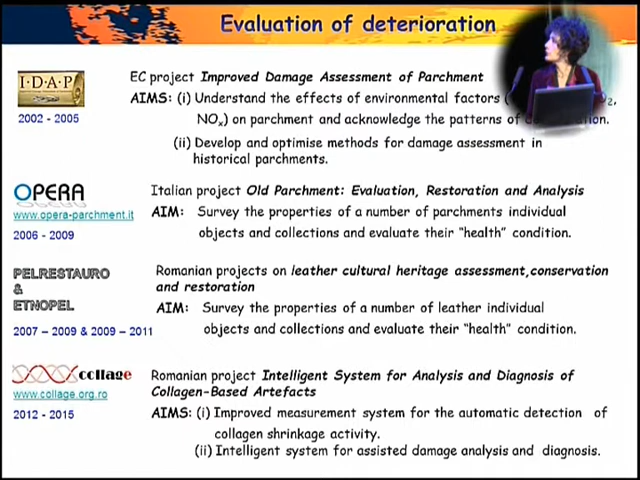 Evaluation of deterioration
I·D·A·P
2002 - 2005
EC project Improved Damage Assessment of Parchment
AIMS: (i) Understand the effects of environmental factors ( 2,
NOx) on parchment and acknowledge the patterns of
(ii) Develop and optimise methods for damage assessment in
historical parchments.
OPERA
www.opera-parchment.it
2006 - 2009
Italian project Old Parchment: Evaluation, Restoration and Analysis
AIM: Survey the properties of a number of parchments individual
objects and collections and evaluate their "health" condition.
PELRESTAURO
&
ETNOPEL
2007 – 2009 & 2009 – 2011
Romanian projects on leather cultural heritage assessment,conservation
and restoration
AIM: Survey the properties of a number of leather individual
objects and collections and evaluate their "health" condition.
collage
www.collage.org.ro
2012 - 2015
Romanian project Intelligent System for Analysis and Diagnosis of
Collagen-Based Artefacts
AIMS: (i) Improved measurement system for the automatic detection of
collagen shrinkage activity.
(ii) Intelligent system for assisted damage analysis and diagnosis.